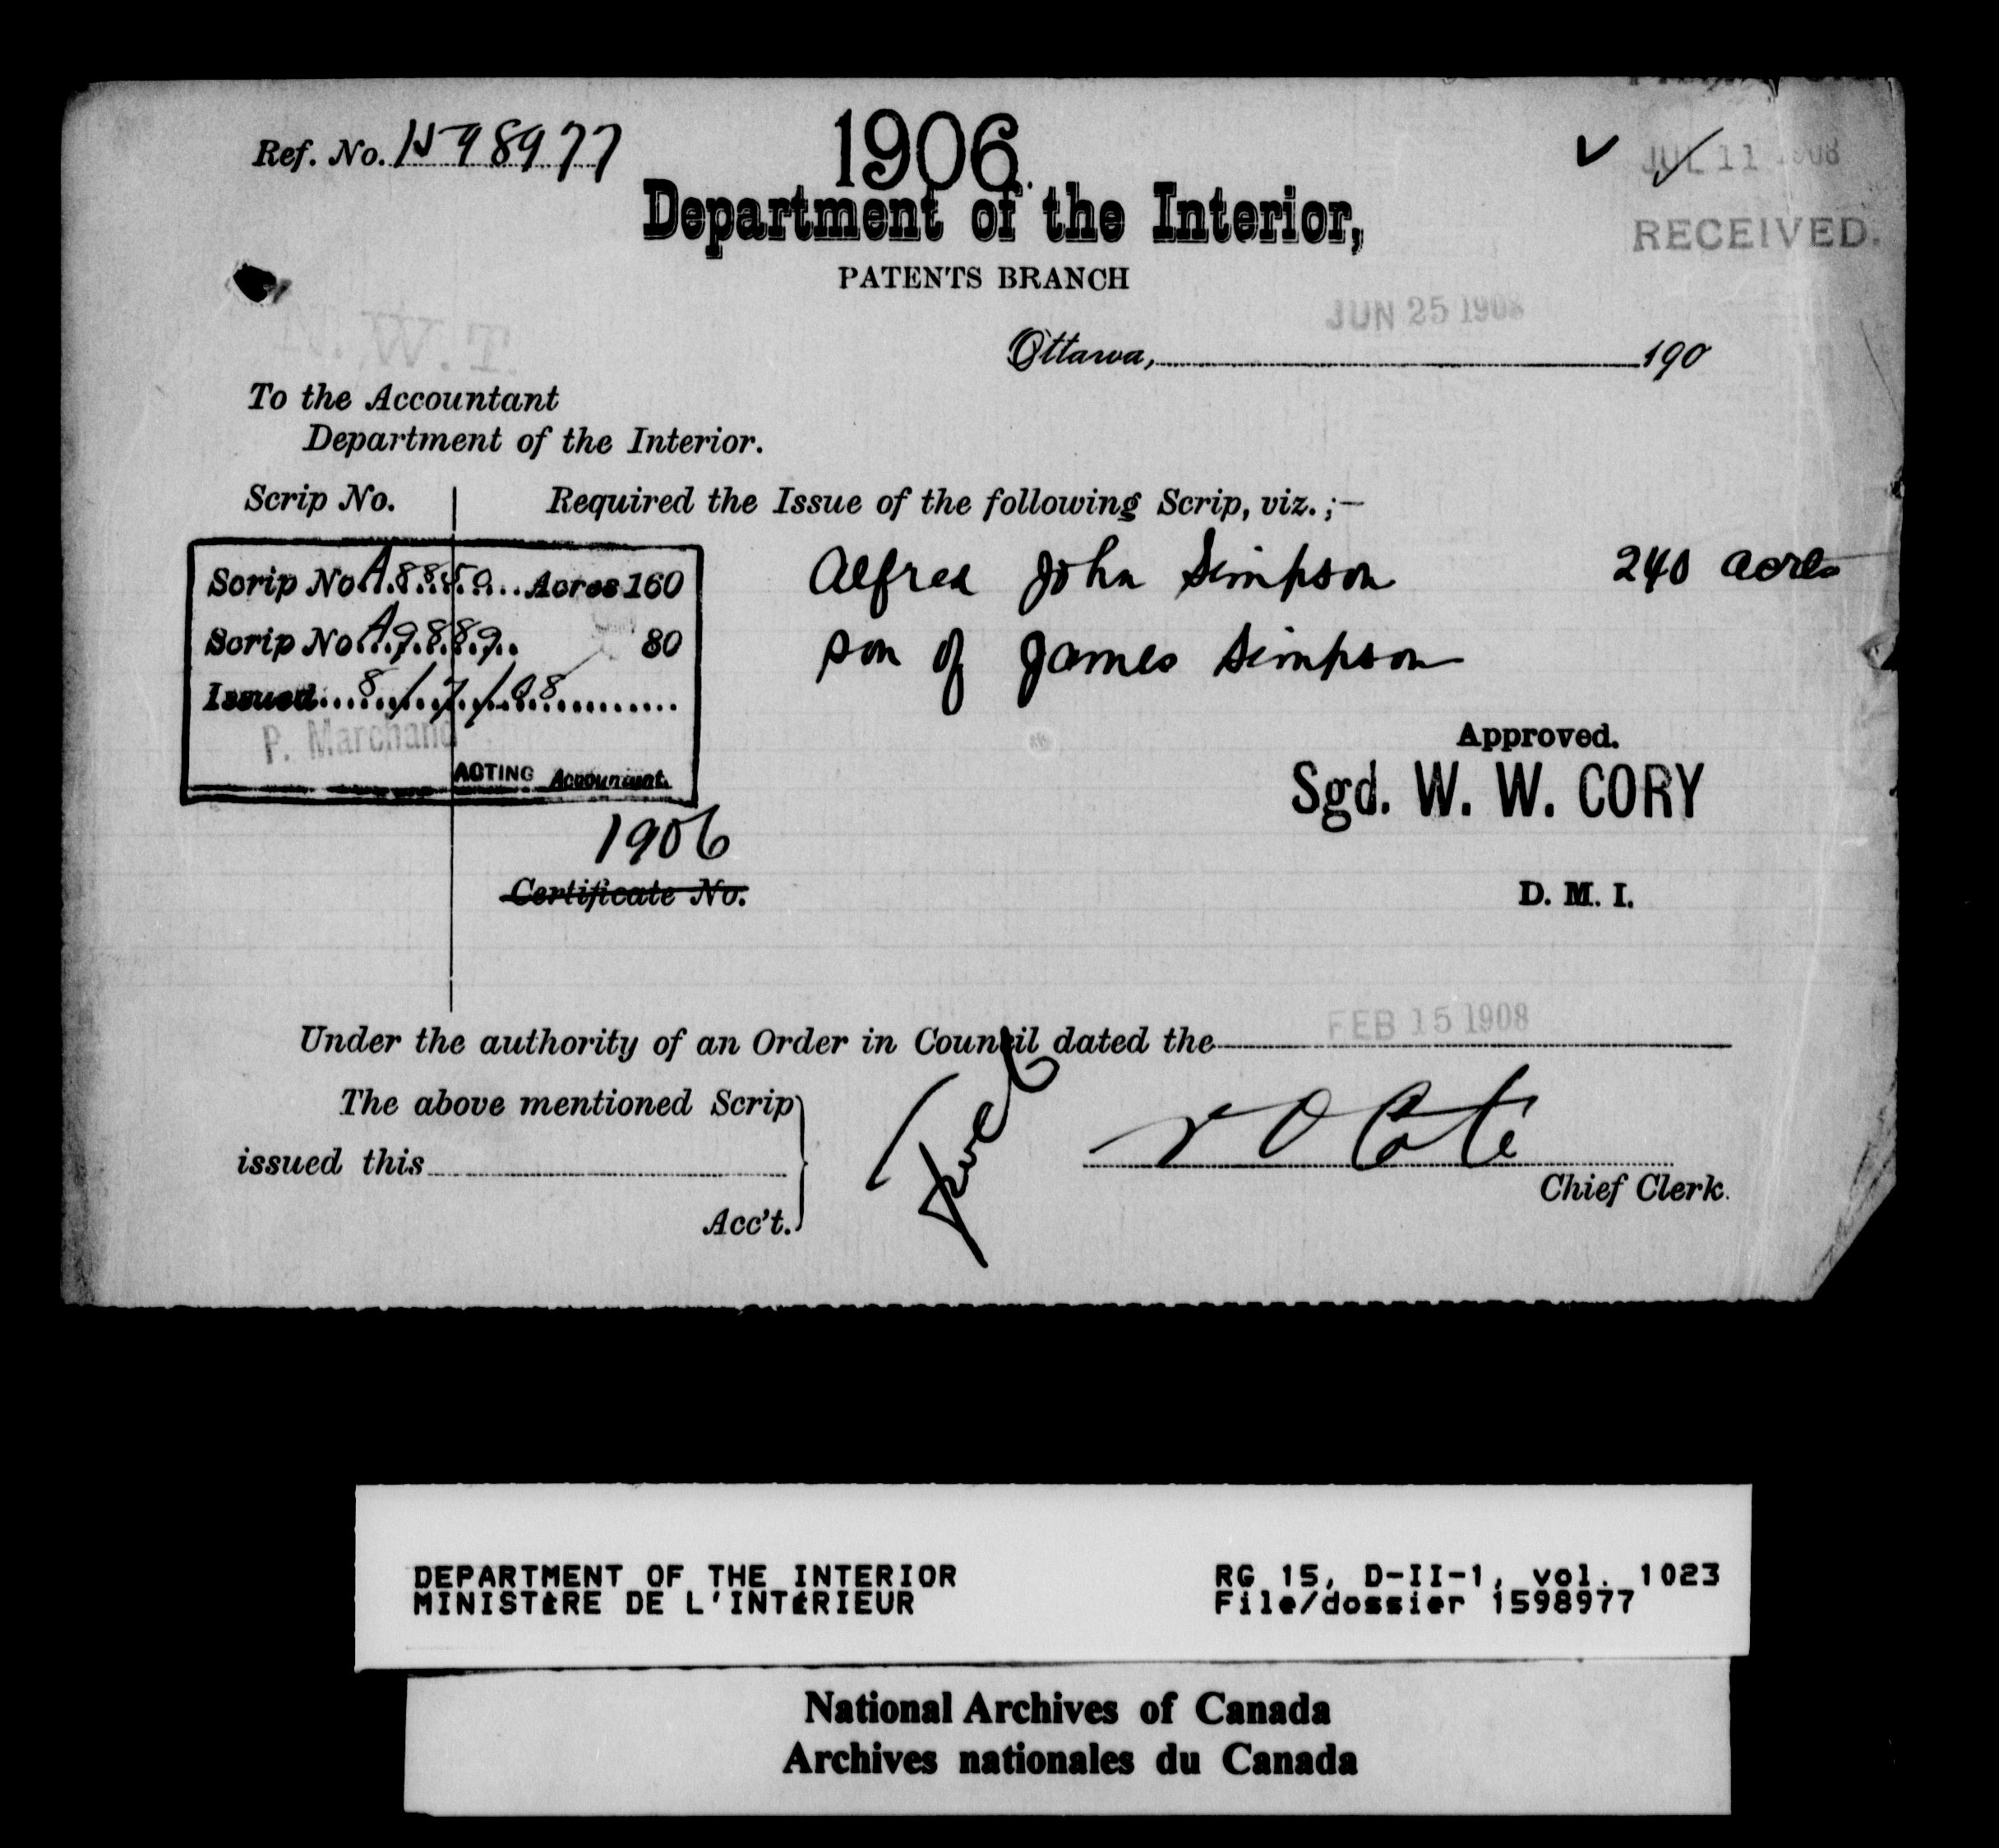 Ref. No. 1598977
1906.
JUL 11 1908
RECEIVED.
Department of the Interior,
PATENTS BRANCH
N. W. T.
JUN 25 1908
Ottawa, 190
To the Accountant
Department of the Interior.
Scrip No. Required the Issue of the following Scrip, viz.;—
Scrip No A8850 Acres 160
Scrip No A9889 80
Issued 8/7/08
P. Marchand
ACTING Accountant.
Alfred John Simpson 240 acres
son of James Simpson
Approved.
Sgd. W. W. CORY
D. M. I.
1906
Certificate No.
Under the authority of an Order in Council dated the FEB 15 1908
The above mentioned Scrip
issued this
Acc't.
N O Cote
Chief Clerk.
DEPARTMENT OF THE INTERIOR
MINISTÈRE DE L'INTÉRIEUR
RG 15, D-II-1, vol. 1023
File/dossier 1598977
National Archives of Canada
Archives nationales du Canada